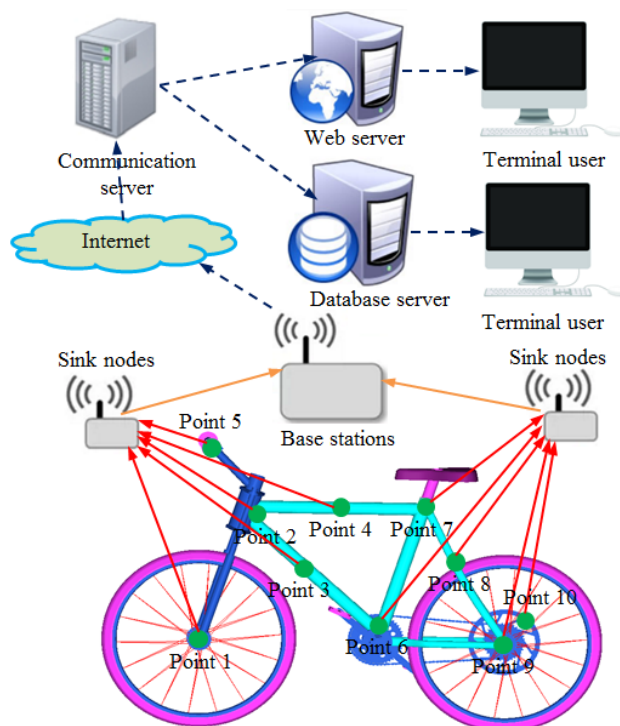 Web server
Terminal user
Communication
server
Internet
Database server
Terminal user
Sink nodes
Sink nodes
Point 5
Base stations
Point 2
Point 4
Point 7
Point 3
Point 8
Point 10
Point 1
Point 6
Point 9